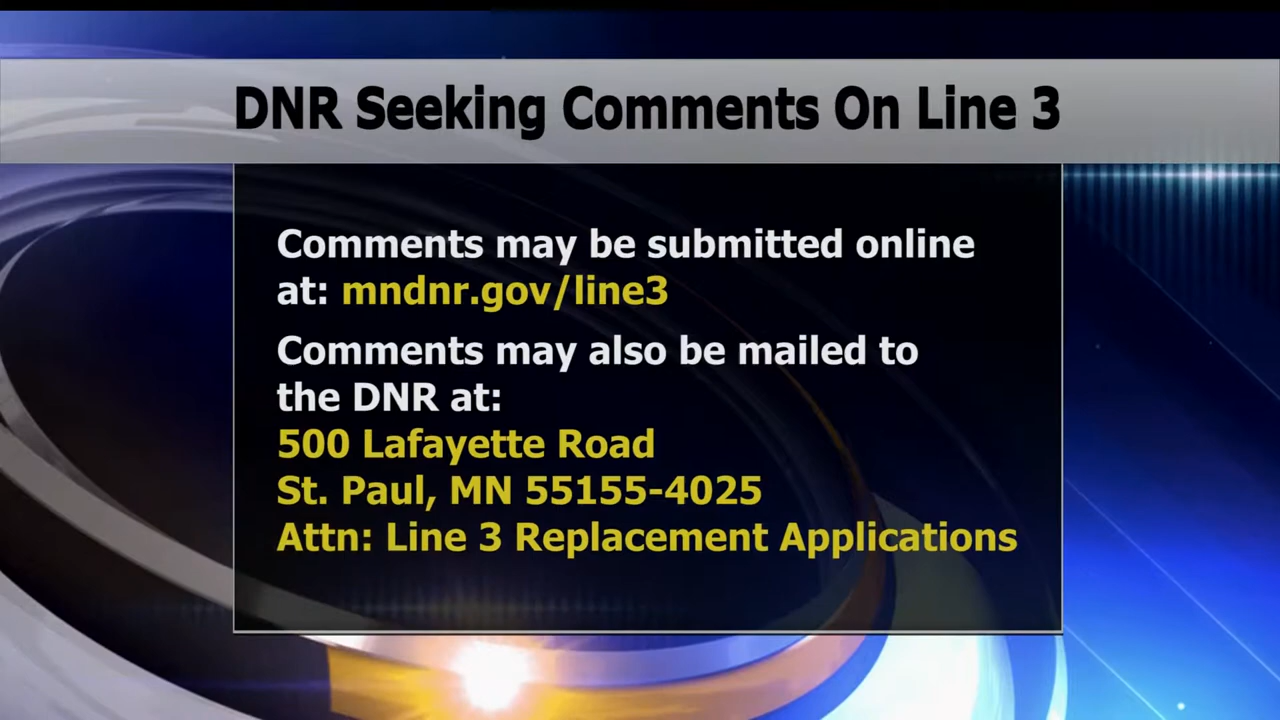 DNR Seeking Comments On Line 3
Comments may be submitted online
at: mndnr.gov/line3
Comments may also be mailed to
the DNR at:
500 Lafayette Road
St. Paul, MN 55155-4025
Attn: Line 3 Replacement Applications